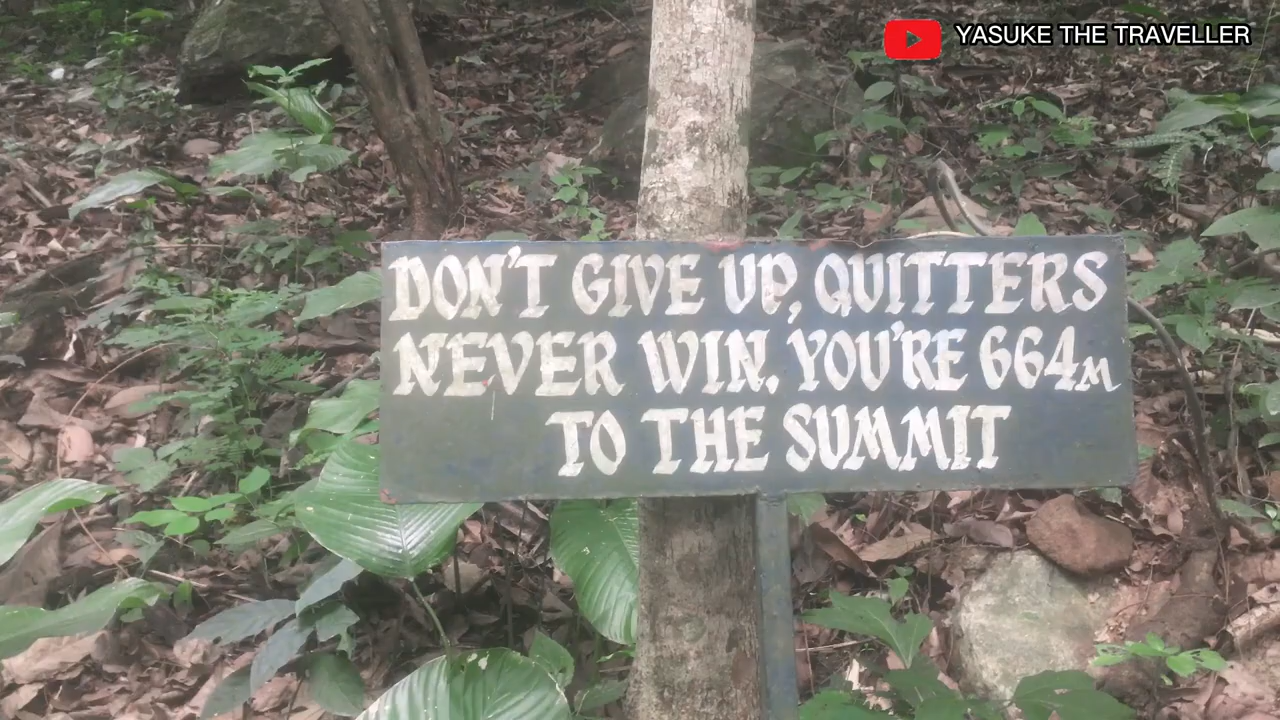 YASUKE THE TRAVELLER
DON'T GIVE UP, QUITTERS
NEVER WIN. YOU'RE 664M
TO THE SUMMIT